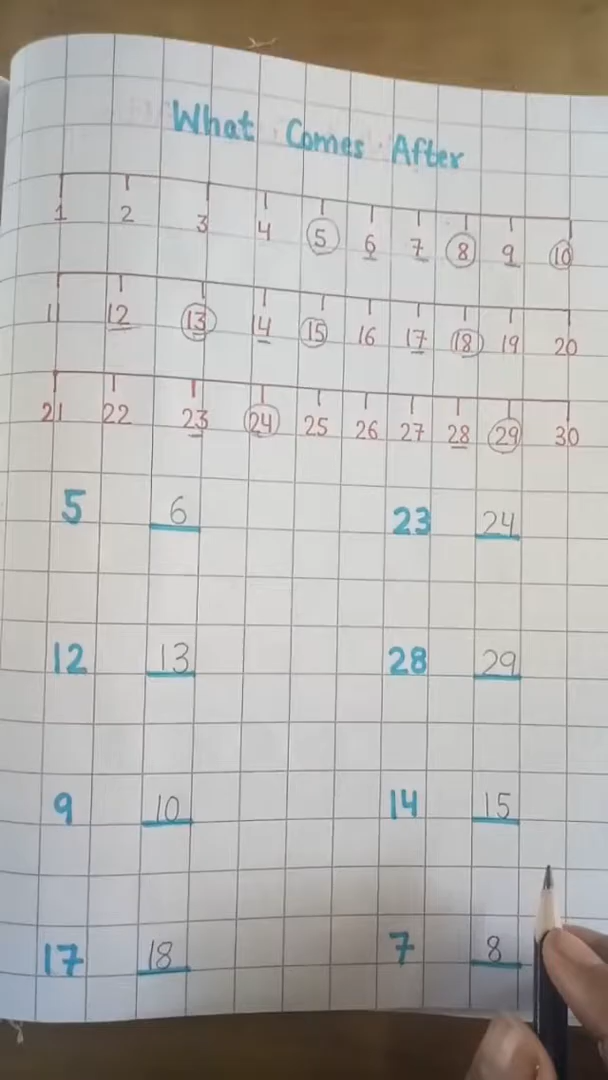 What Comes After
1 2 3 4 5 6 7 8 9 10
11 12 13 14 15 16 17 18 19 20
21 22 23 24 25 26 27 28 29 30
5 6 23 24
12 13 28 29
9 10 14 15
17 18 7 8